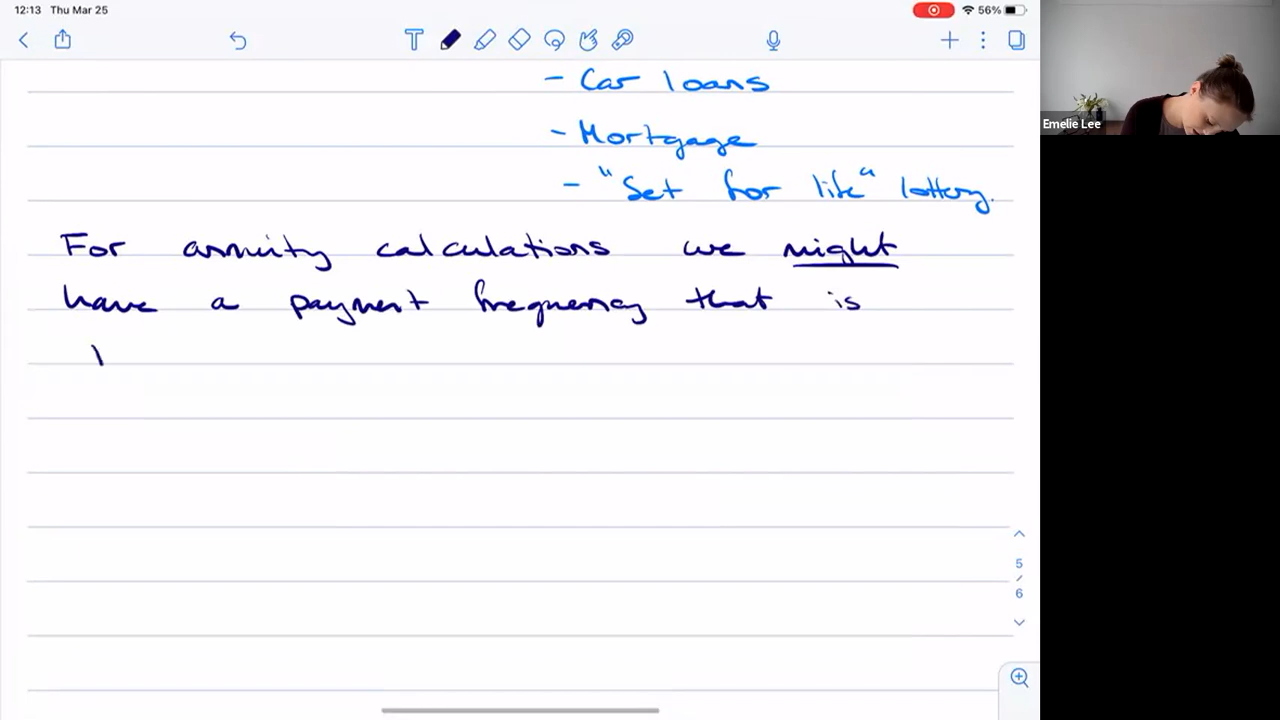 12:13 Thu Mar 25
56%
- Car loans
- Mortgage
- "Set for life" lottery.
For annuity calculations we might
have a payment frequency that is
5
/
6
Emelie Lee